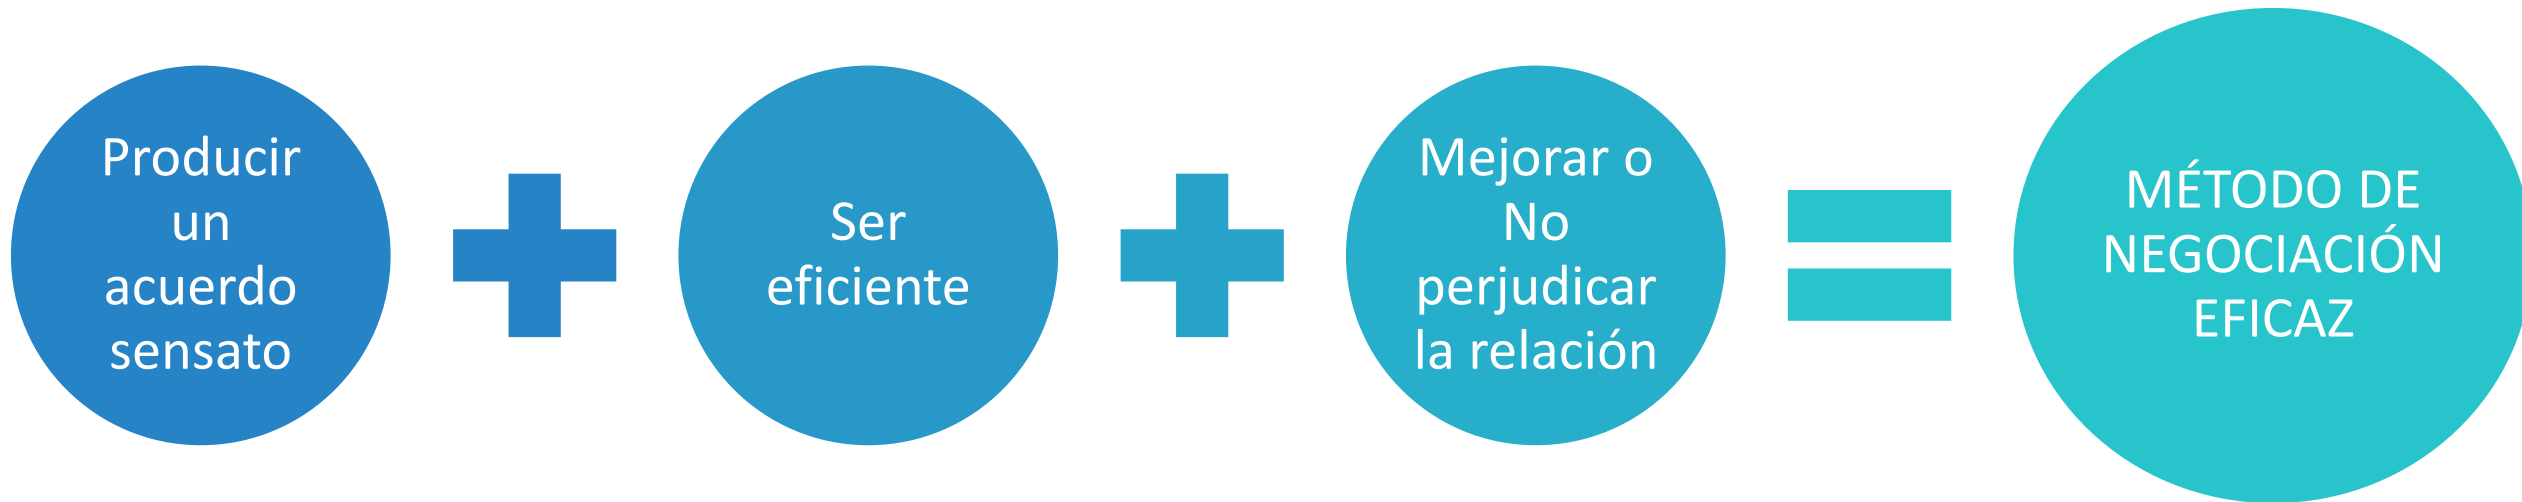 Producir
un
acuerdo
sensato
Ser
eficiente
Mejorar o
No
perjudicar
la relación
MÉTODO DE
NEGOCIACIÓN
EFICAZ